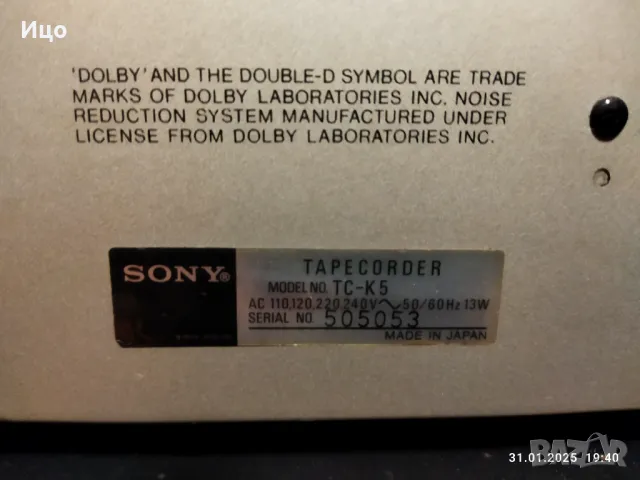 Ицо
'DOLBY' AND THE DOUBLE-D SYMBOL ARE TRADE
MARKS OF DOLBY LABORATORIES INC. NOISE
REDUCTION SYSTEM MANUFACTURED UNDER
LICENSE FROM DOLBY LABORATORIES INC.
SONY®
TAPECORDER
MODEL NO. TC-K5
AC 110,120,220,240V~50/60Hz 13W
SERIAL NO. 505053
MADE IN JAPAN
31.01.2025 19:40
BAZAR